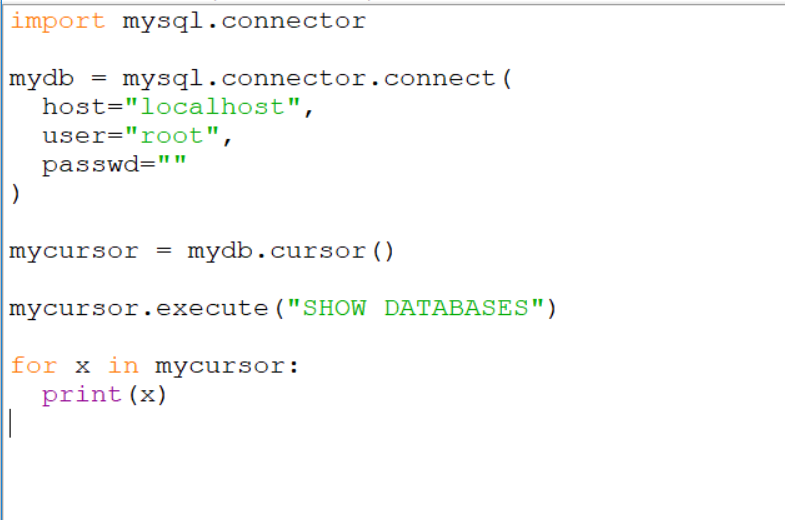 import mysql.connector
mydb = mysql.connector.connect(
  host="localhost",
  user="root",
  passwd=""
)
mycursor = mydb.cursor()
mycursor.execute("SHOW DATABASES")
for x in mycursor:
  print(x)